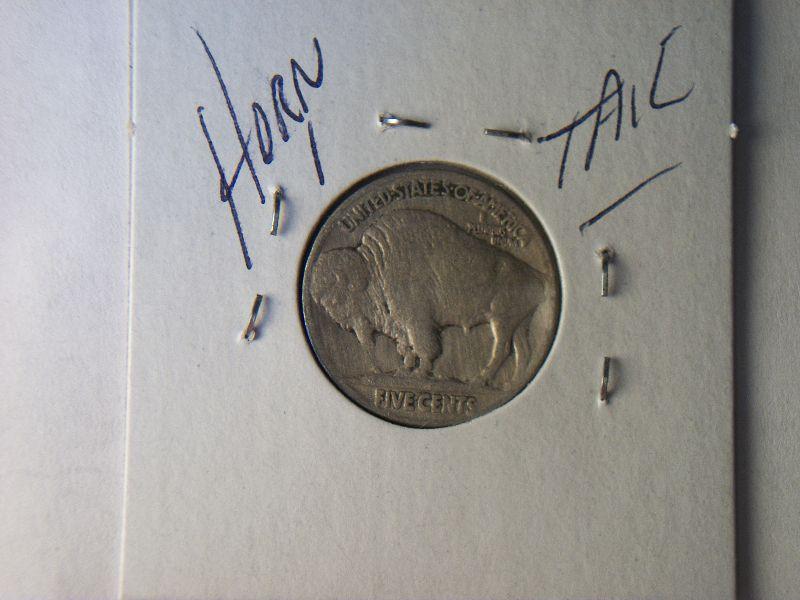 HORN
TAIL
UNITED·STATES·OF·AMERICA
E
PLURIBUS
UNUM
FIVE CENTS